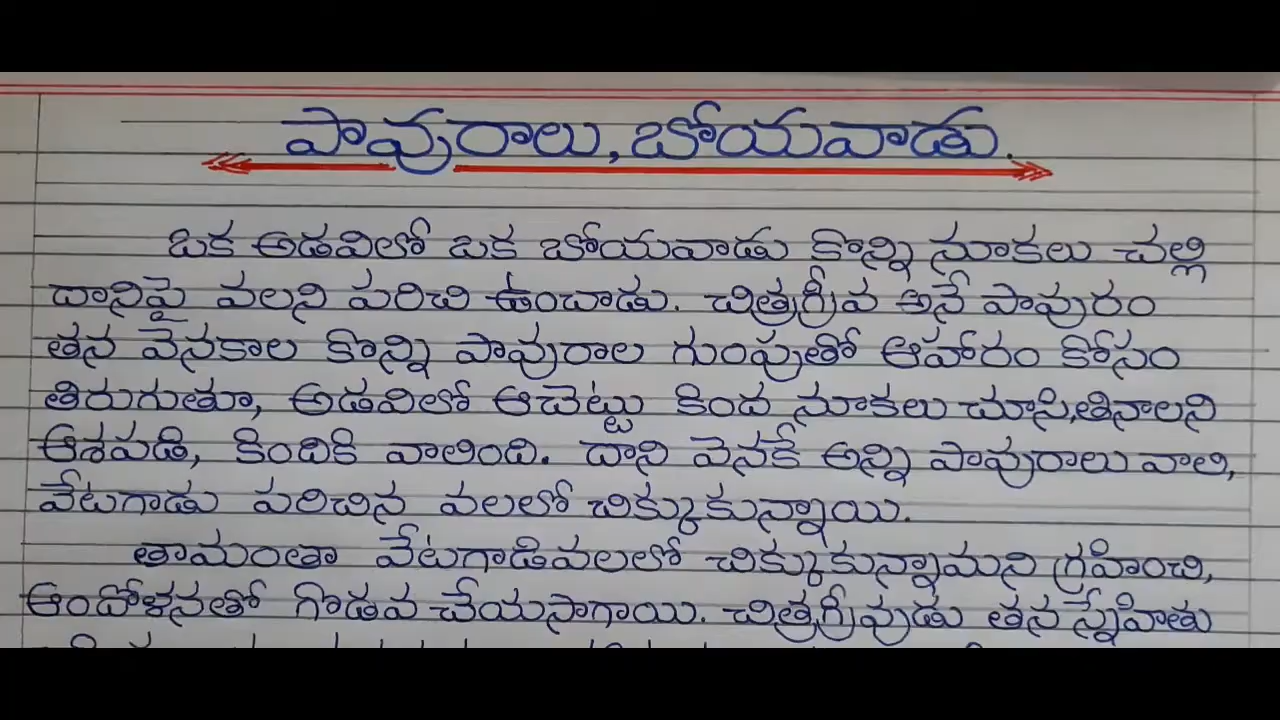 పావురాలు, బోయవాడు.
ఒక అడవిలో ఒక బోయవాడు కొన్ని నూకలు చల్లి
దానిపై వలని పరిచి ఉంచాడు. చిత్రగ్రీవ అనే పావురం
తన వెనకాల కొన్ని పావురాల గుంపుతో ఆహారం కోసం
తిరుగుతూ, అడవిలో ఆచెట్టు కింద నూకలు చూసి,తినాలని
ఆశపడి, కిందికి వాలింది. దాని వెనకే అన్ని పావురాలు వాలి,
వేటగాడు పరిచిన వలలో చిక్కుకున్నాయి.
తామంతా వేటగాడివలలో చిక్కుకున్నామని గ్రహించి,
ఆందోళనతో గొడవ చేయసాగాయి. చిత్రగ్రీవుడు తన స్నేహితు